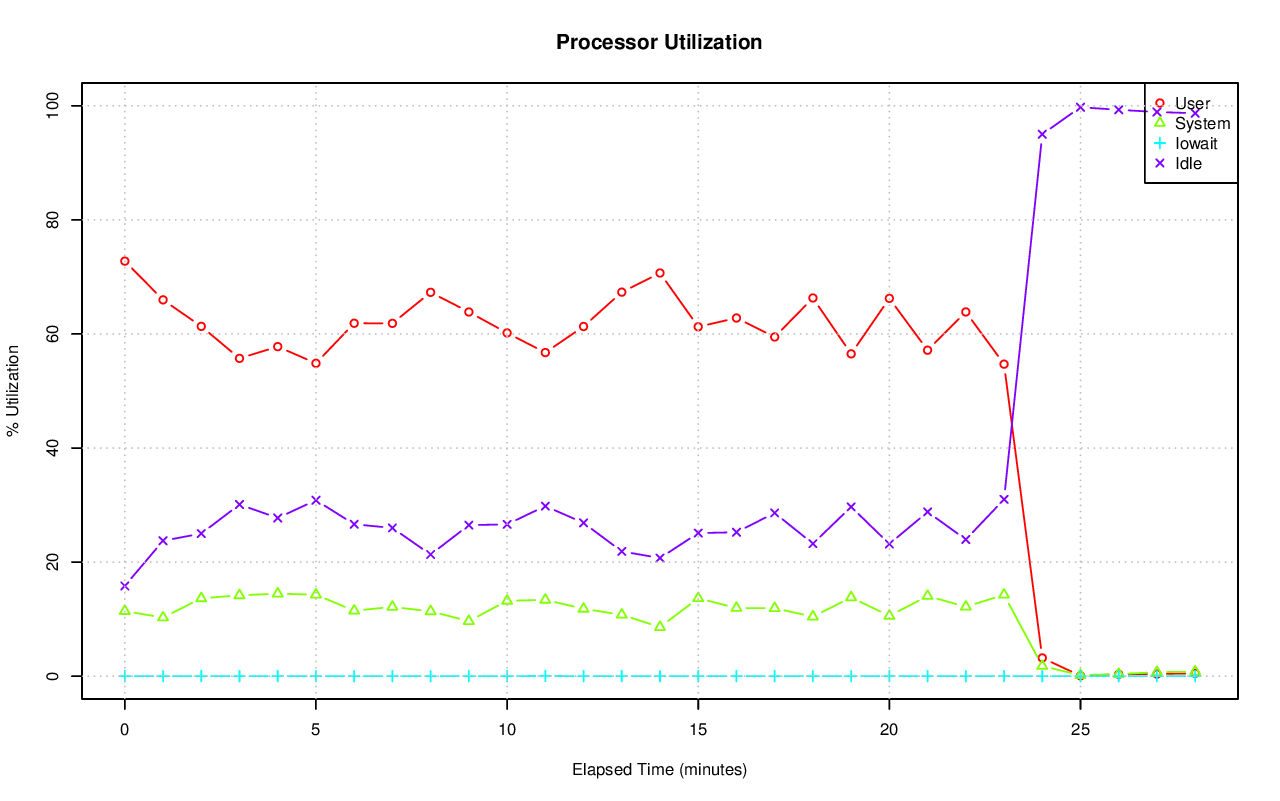 Processor Utilization
% Utilization
100
80
60
40
20
0
User
System
Iowait
Idle
0 5 10 15 20 25
Elapsed Time (minutes)